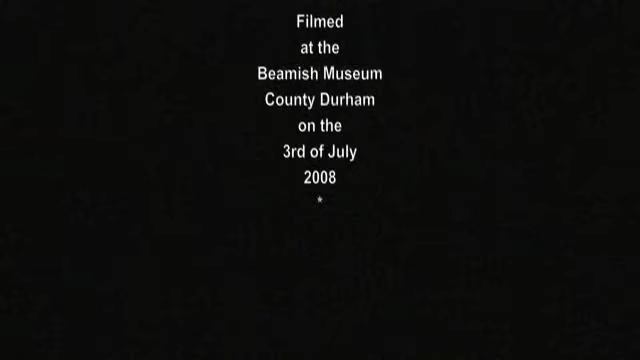 Filmed
at the
Beamish Museum
County Durham
on the
3rd of July
2008
*